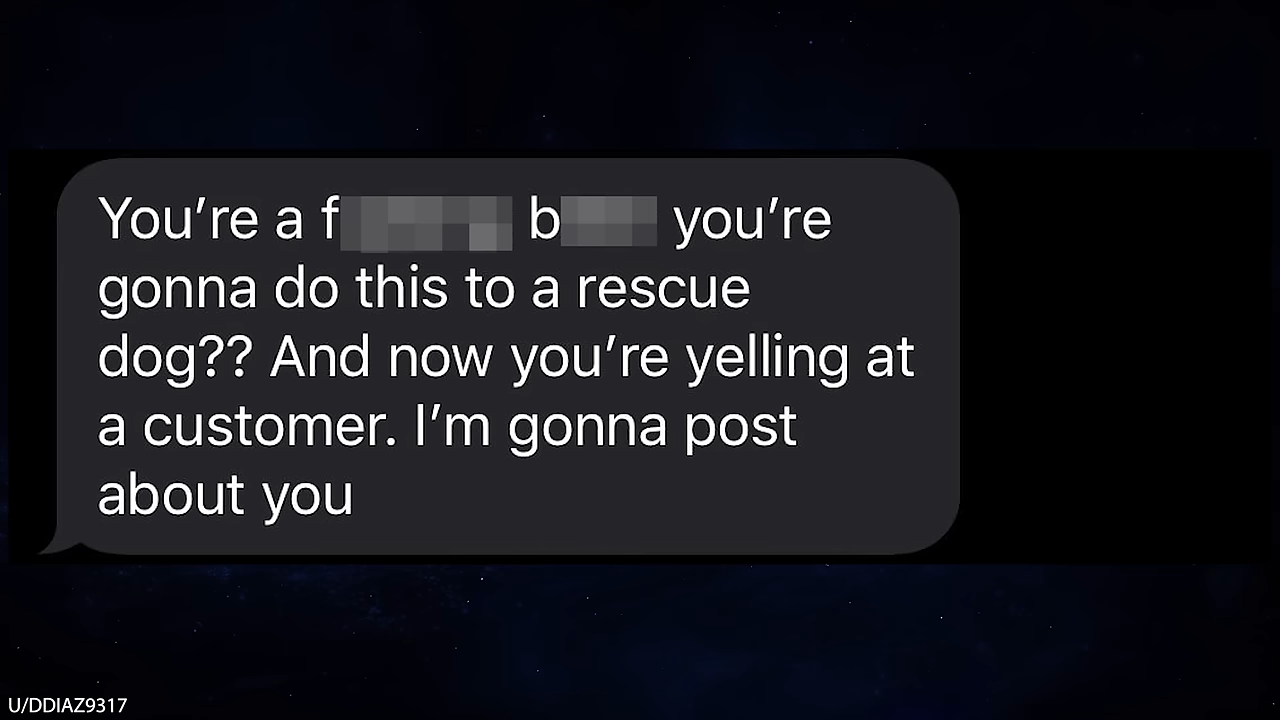 You're a f b you're
gonna do this to a rescue
dog?? And now you're yelling at
a customer. I'm gonna post
about you
U/DDIAZ9317